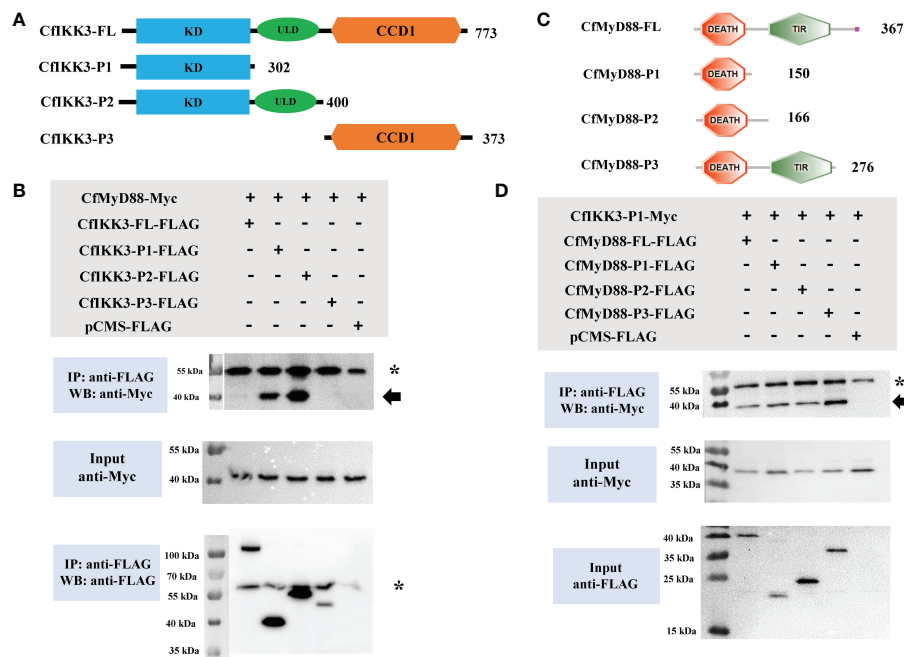 A
CfIKK3-FL KD ULD CCD1 773
CfIKK3-P1 KD 302
CfIKK3-P2 KD ULD 400
CfIKK3-P3 CCD1 373
B
CfMyD88-Myc + + + + +
CfIKK3-FL-FLAG + - - - -
CfIKK3-P1-FLAG - + - - -
CfIKK3-P2-FLAG - - + - -
CfIKK3-P3-FLAG - - - + -
pCMS-FLAG - - - - +
IP: anti-FLAG
WB: anti-Myc
55 kDa
40 kDa
*
Input
anti-Myc
55 kDa
40 kDa
IP: anti-FLAG
WB: anti-FLAG
100 kDa
70 kDa
55 kDa
40 kDa
35 kDa
*
C
CfMyD88-FL DEATH TIR 367
CfMyD88-P1 DEATH 150
CfMyD88-P2 DEATH 166
CfMyD88-P3 DEATH TIR 276
D
CfIKK3-P1-Myc + + + + +
CfMyD88-FL-FLAG + - - - -
CfMyD88-P1-FLAG - + - - -
CfMyD88-P2-FLAG - - + - -
CfMyD88-P3-FLAG - - - + -
pCMS-FLAG - - - - +
IP: anti-FLAG
WB: anti-Myc
55 kDa
40 kDa
*
Input
anti-Myc
55 kDa
40 kDa
35 kDa
Input
anti-FLAG
40 kDa
35 kDa
25 kDa
15 kDa